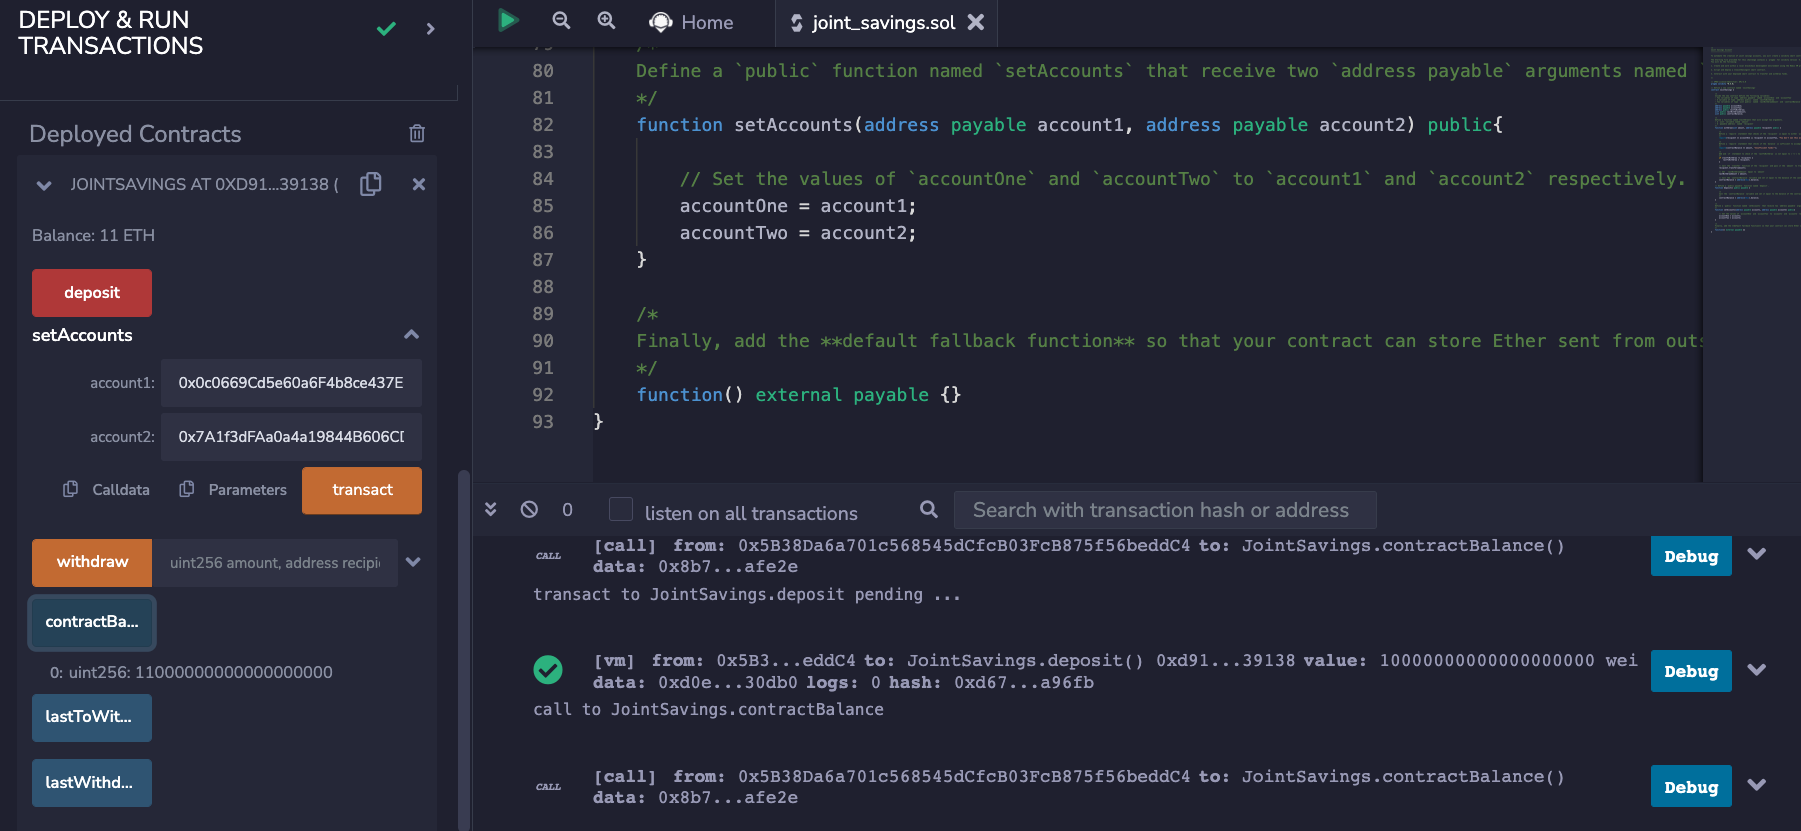 DEPLOY & RUN
TRANSACTIONS
Deployed Contracts
JOINTSAVINGS AT 0XD91...39138 (
Balance: 11 ETH
deposit
setAccounts
account1: 0x0c0669Cd5e60a6F4b8ce437E
account2: 0x7A1f3dFAa0a4a19844B606CD
Calldata Parameters transact
withdraw uint256 amount, address recipi
contractBa...
0: uint256: 11000000000000000000
lastToWit...
lastWithd...
Home joint_savings.sol
80 Define a `public` function named `setAccounts` that receive two `address payable` arguments named `
81 */
82 function setAccounts(address payable account1, address payable account2) public{
83
84 // Set the values of `accountOne` and `accountTwo` to `account1` and `account2` respectively.
85 accountOne = account1;
86 accountTwo = account2;
87 }
88
89 /*
90 Finally, add the **default fallback function** so that your contract can store Ether sent from outs
91 */
92 function() external payable {}
93 }
0 listen on all transactions Search with transaction hash or address
CALL [call] from: 0x5B38Da6a701c568545dCfcB03FcB875f56beddC4 to: JointSavings.contractBalance()
data: 0x8b7...afe2e
Debug
transact to JointSavings.deposit pending ...
[vm] from: 0x5B3...eddC4 to: JointSavings.deposit() 0xd91...39138 value: 10000000000000000000 wei
data: 0xd0e...30db0 logs: 0 hash: 0xd67...a96fb
Debug
call to JointSavings.contractBalance
CALL [call] from: 0x5B38Da6a701c568545dCfcB03FcB875f56beddC4 to: JointSavings.contractBalance()
data: 0x8b7...afe2e
Debug